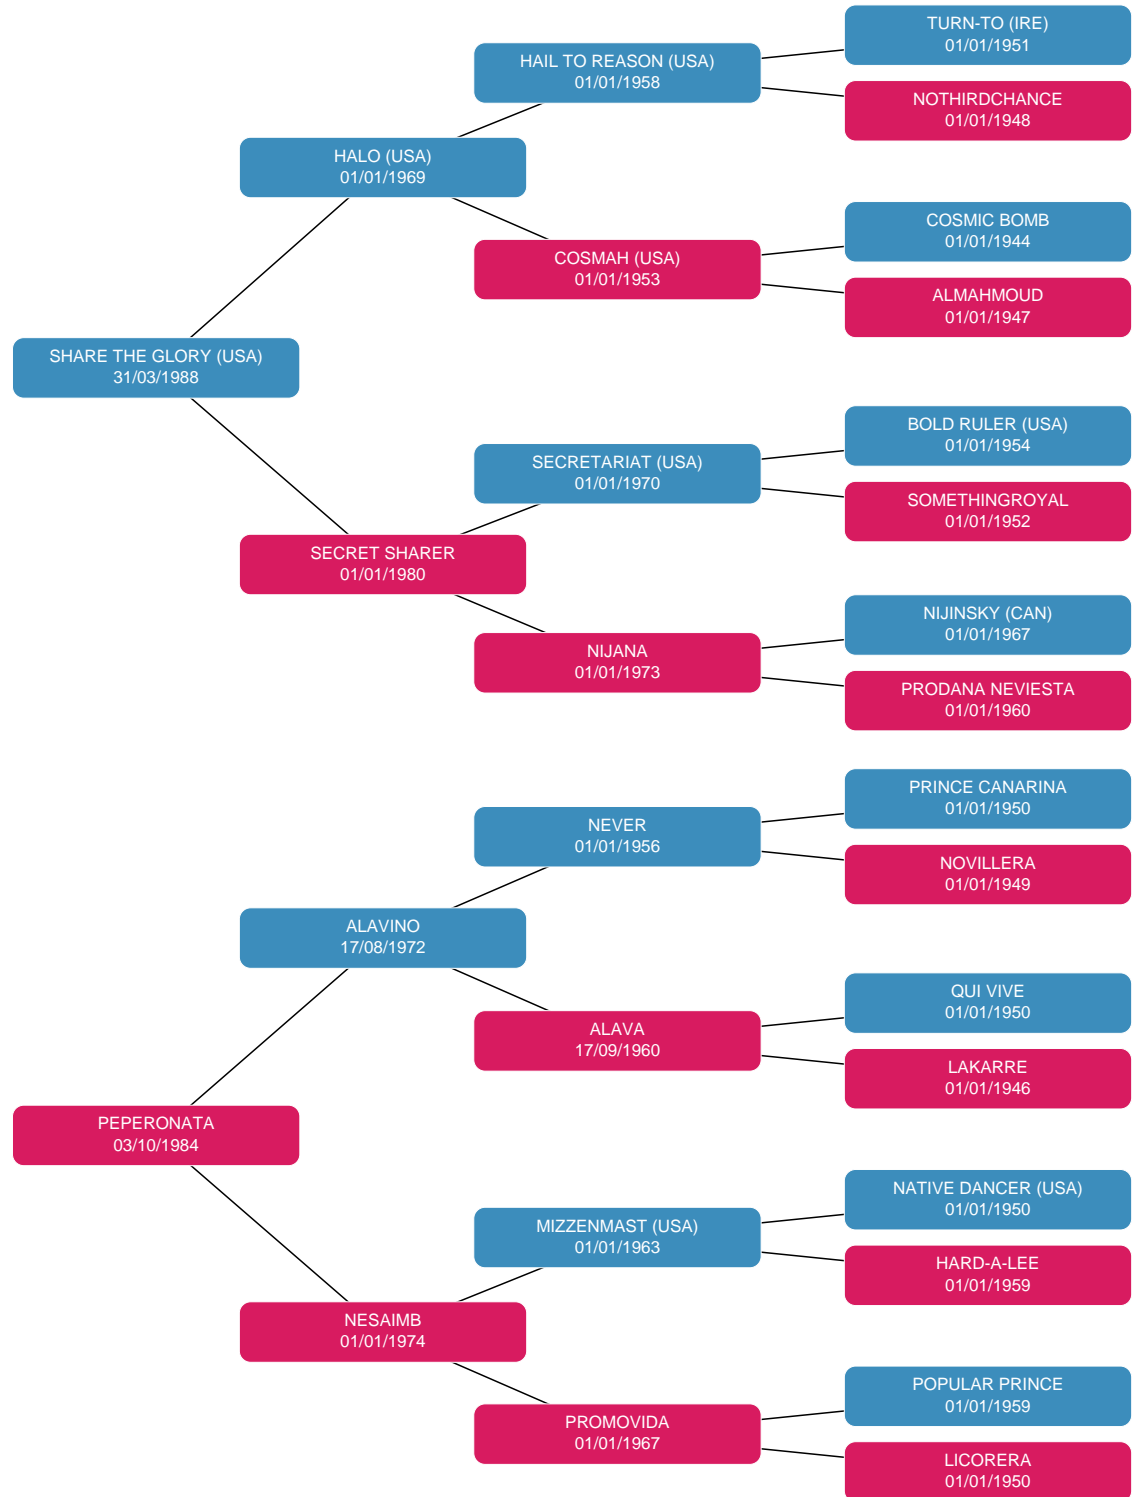 TURN-TO (IRE)
01/01/1951
HAIL TO REASON (USA)
01/01/1958
NOTHIRDCHANCE
01/01/1948
HALO (USA)
01/01/1969
COSMIC BOMB
01/01/1944
COSMAH (USA)
01/01/1953
ALMAHMOUD
01/01/1947
SHARE THE GLORY (USA)
31/03/1988
BOLD RULER (USA)
01/01/1954
SECRETARIAT (USA)
01/01/1970
SOMETHINGROYAL
01/01/1952
SECRET SHARER
01/01/1980
NIJINSKY (CAN)
01/01/1967
NIJANA
01/01/1973
PRODANA NEVIESTA
01/01/1960
PRINCE CANARINA
01/01/1950
NEVER
01/01/1956
NOVILLERA
01/01/1949
ALAVINO
17/08/1972
QUI VIVE
01/01/1950
ALAVA
17/09/1960
LAKARRE
01/01/1946
PEPERONATA
03/10/1984
NATIVE DANCER (USA)
01/01/1950
MIZZENMAST (USA)
01/01/1963
HARD-A-LEE
01/01/1959
NESAIMB
01/01/1974
POPULAR PRINCE
01/01/1959
PROMOVIDA
01/01/1967
LICORERA
01/01/1950